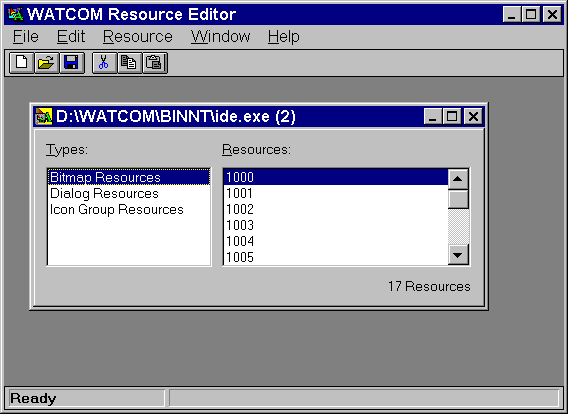 WATCOM Resource Editor
File Edit Resource Window Help
D:\WATCOM\BINNT\ide.exe (2)
Types: Resources:
Bitmap Resources 1000
Dialog Resources 1001
Icon Group Resources 1002
1003
1004
1005
17 Resources
Ready